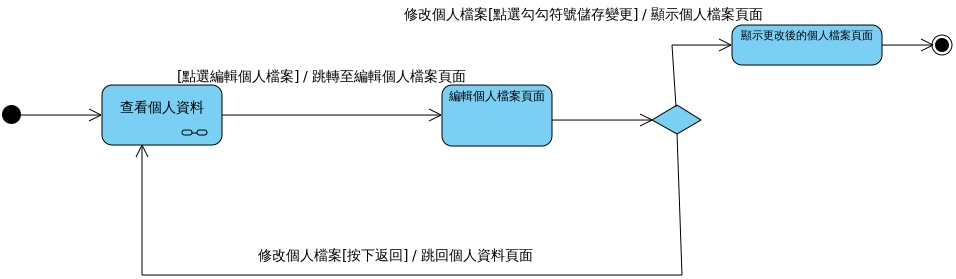 修改個人檔案[點選勾勾符號儲存變更] / 顯示個人檔案頁面
顯示更改後的個人檔案頁面
[點選編輯個人檔案] / 跳轉至編輯個人檔案頁面
查看個人資料
編輯個人檔案頁面
修改個人檔案[按下返回] / 跳回個人資料頁面